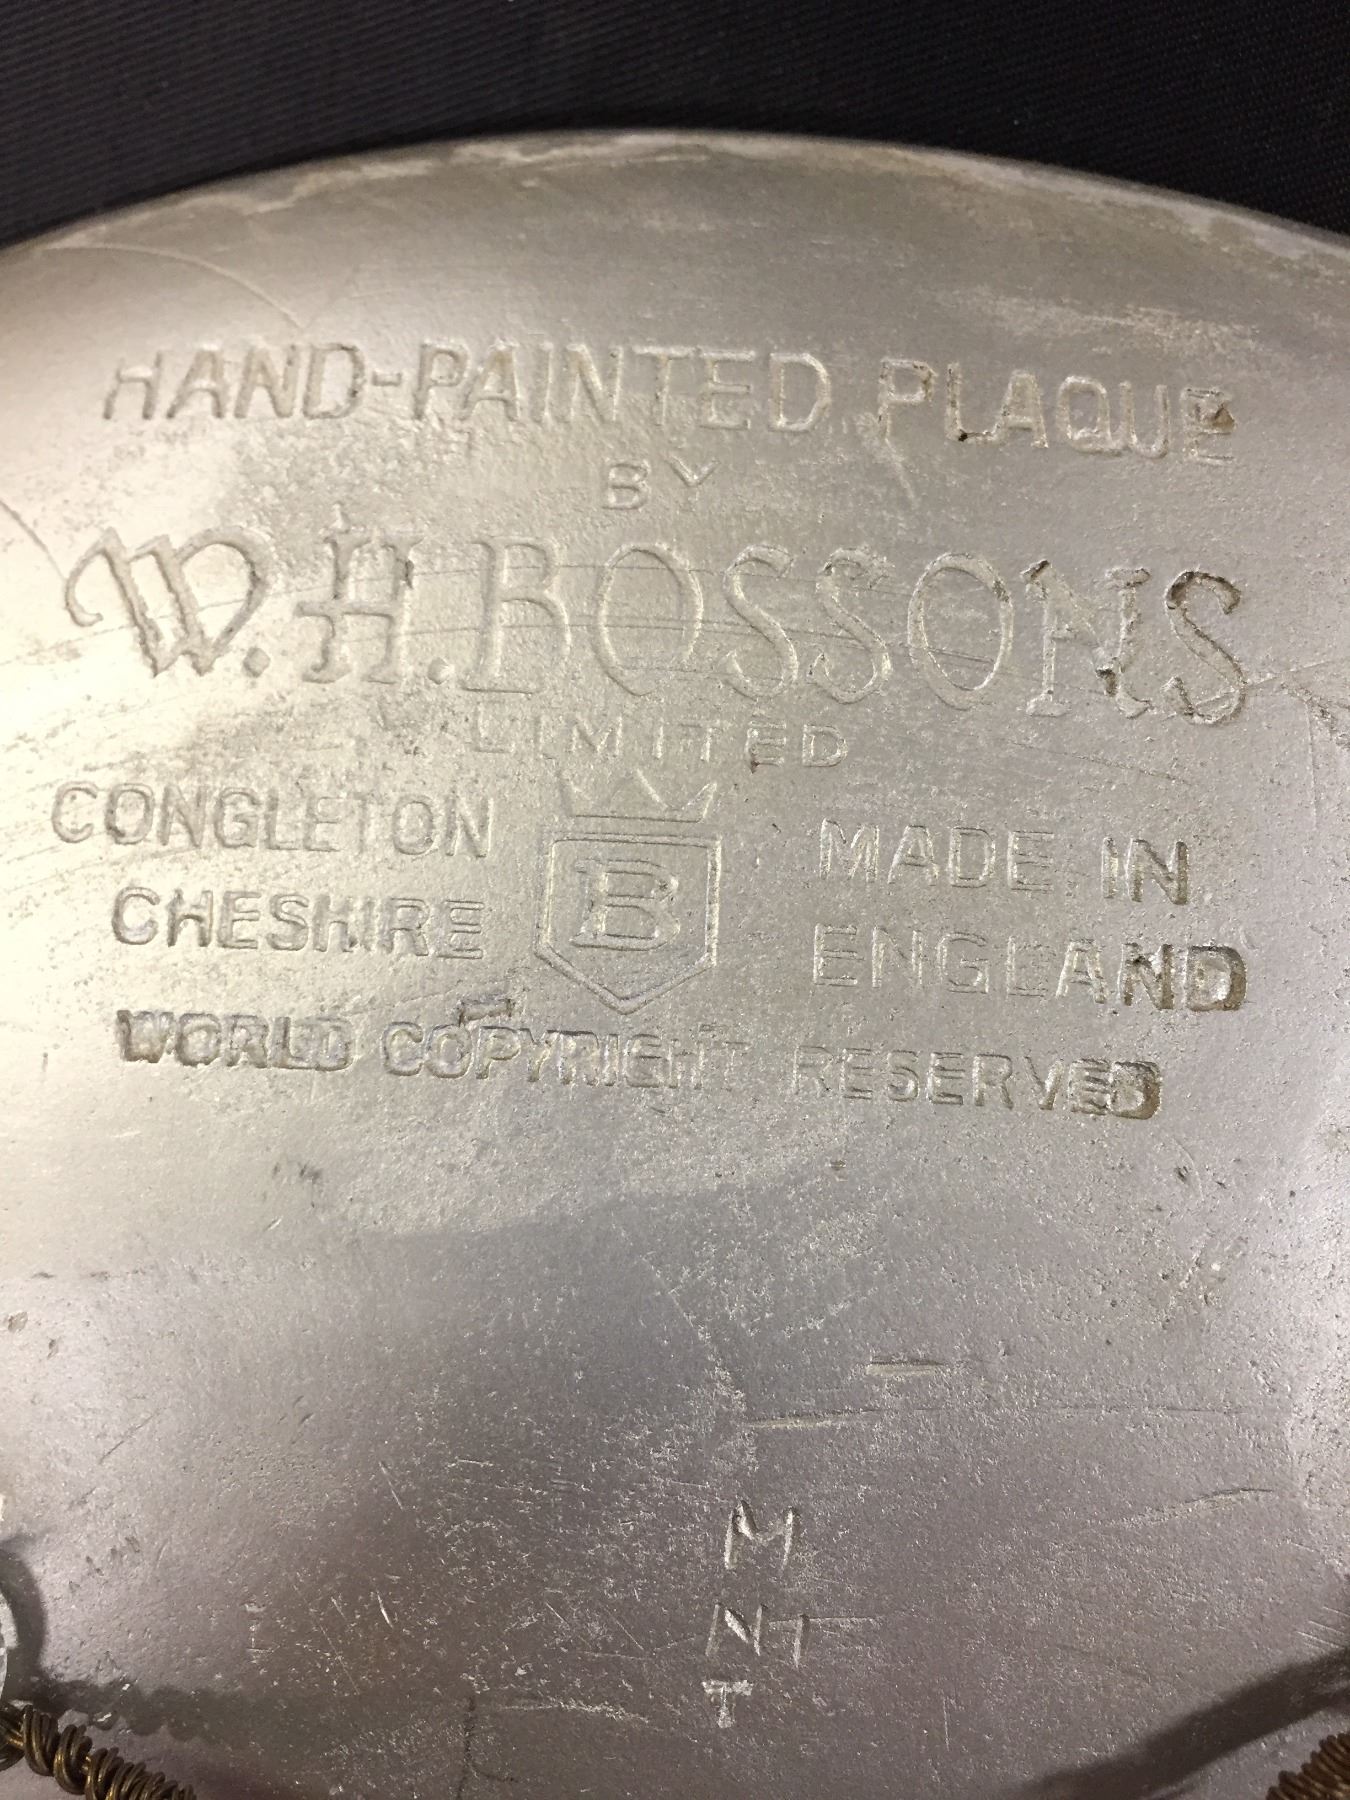 HAND-PAINTED PLAQUE
BY
W.H.BOSSONS
LIMITED
CONGLETON
CHESHIRE
B
MADE IN
ENGLAND
WORLD COPYRIGHT RESERVED
M
T